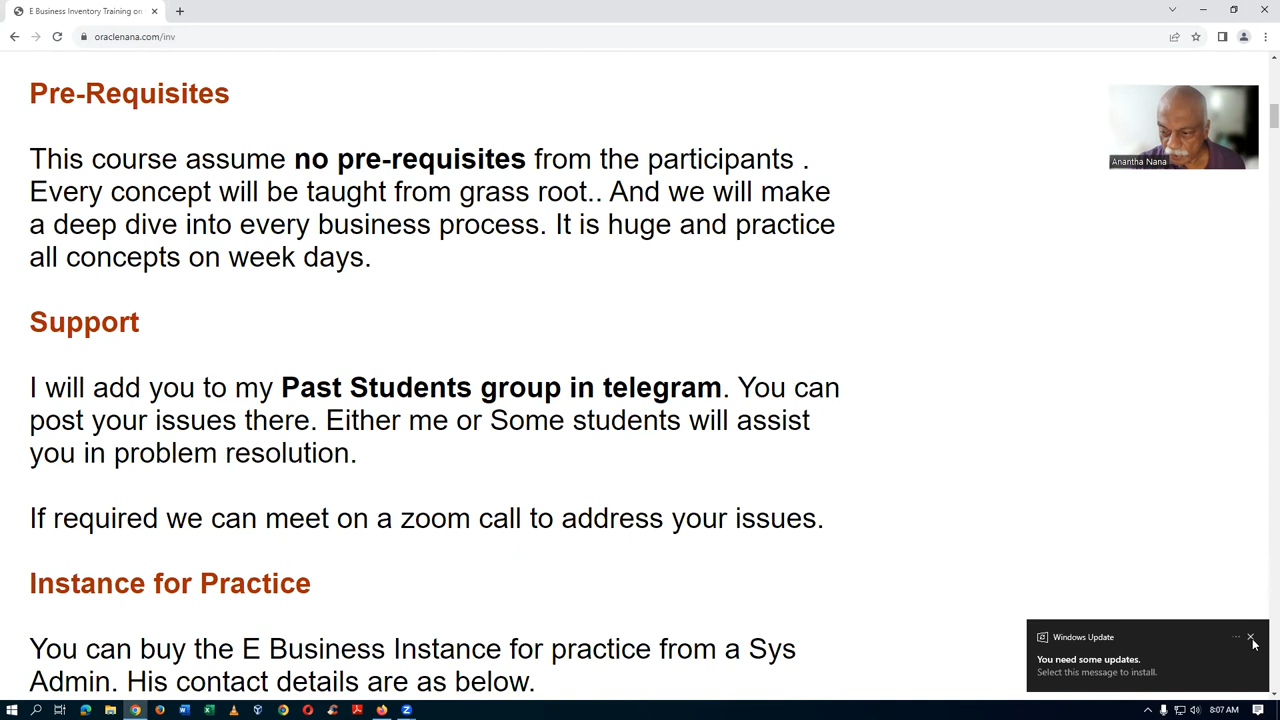 E Business Inventory Training on
oraclenana.com/inv
Pre-Requisites
This course assume no pre-requisites from the participants .
Every concept will be taught from grass root.. And we will make
a deep dive into every business process. It is huge and practice
all concepts on week days.
Anantha Nana
Support
I will add you to my Past Students group in telegram. You can
post your issues there. Either me or Some students will assist
you in problem resolution.
If required we can meet on a zoom call to address your issues.
Instance for Practice
You can buy the E Business Instance for practice from a Sys
Admin. His contact details are as below.
Windows Update
You need some updates.
Select this message to install.
8:07 AM